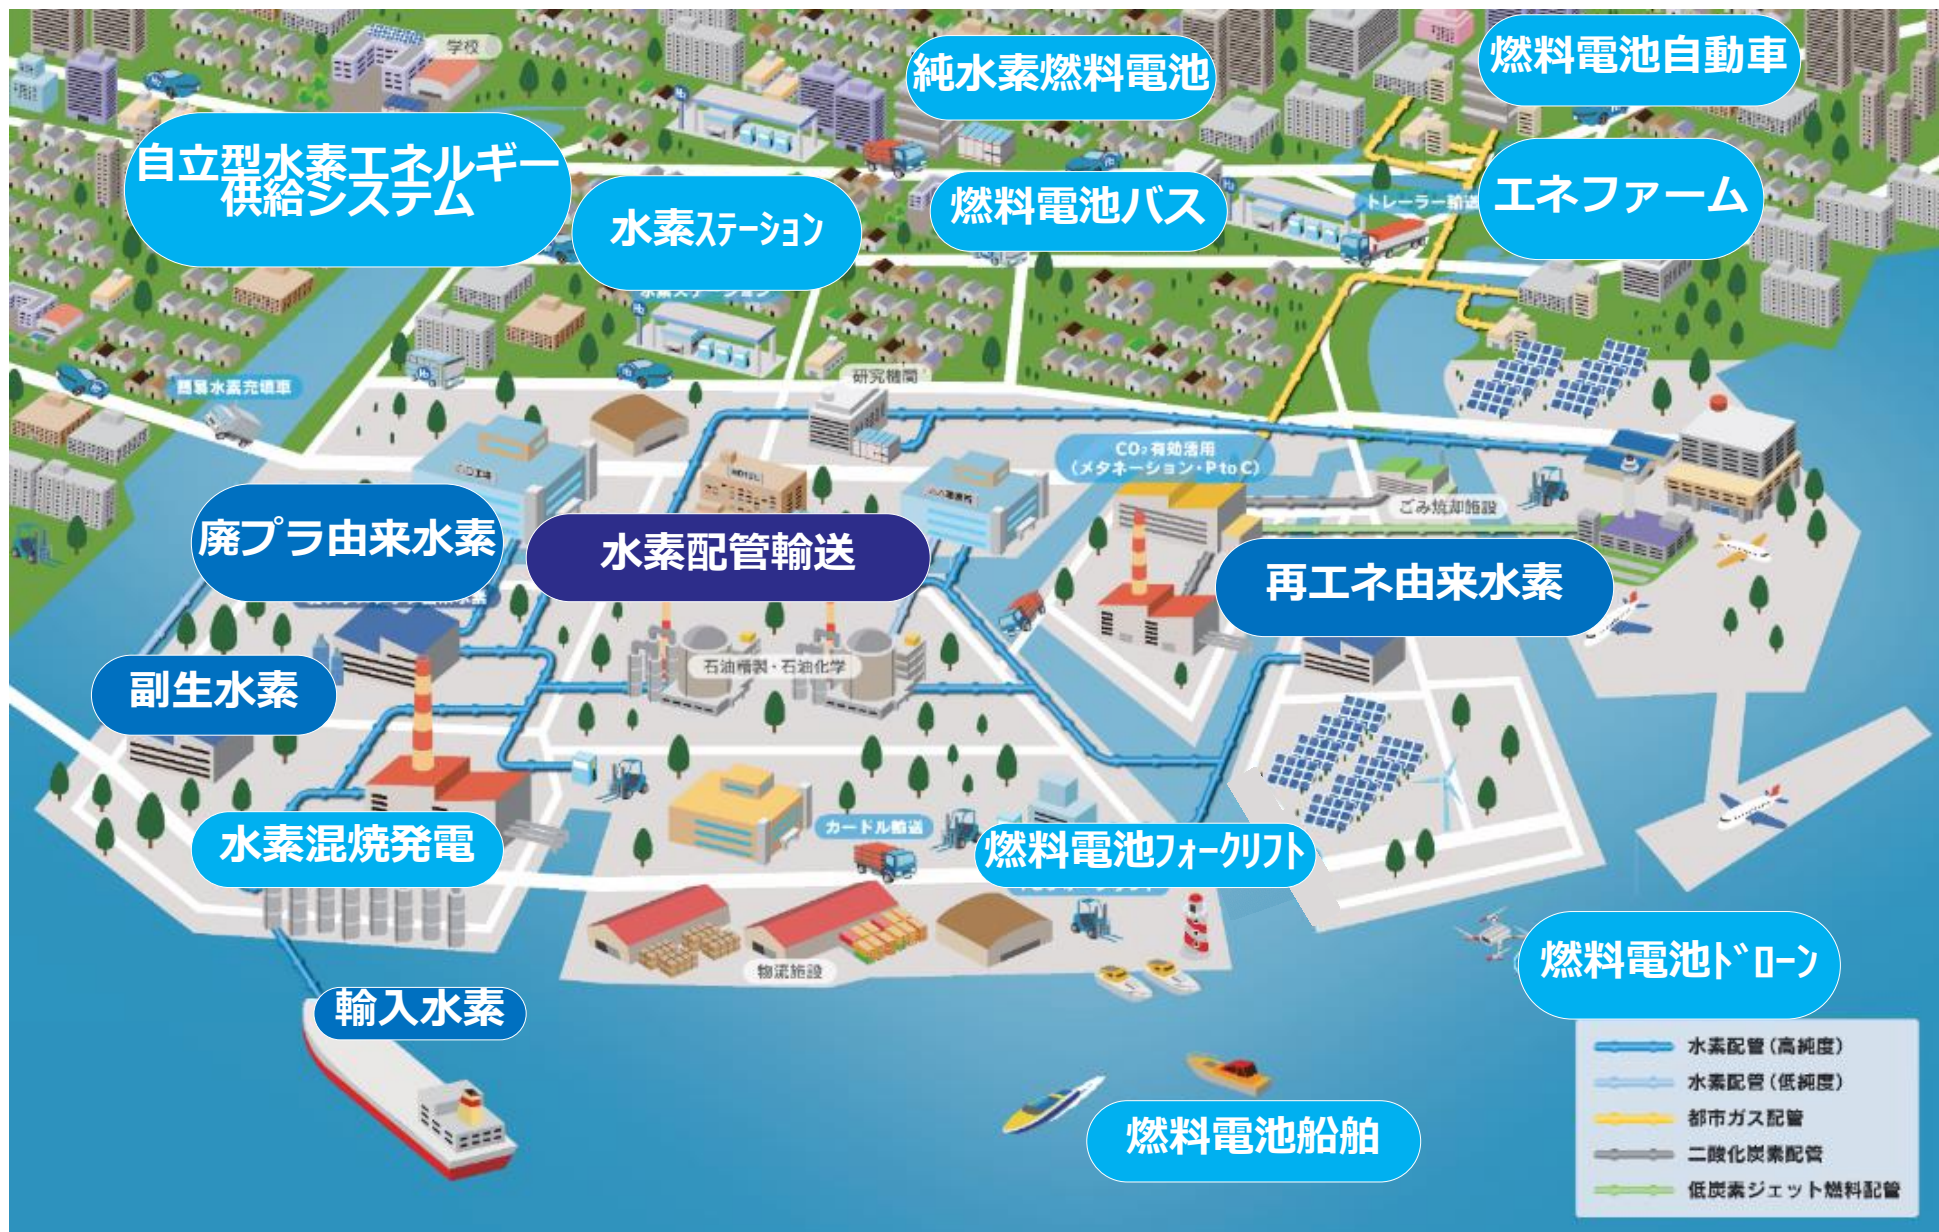 学校
純水素燃料電池
燃料電池自動車
自立型水素エネルギー
供給システム
水素ｽﾃｰｼｮﾝ
燃料電池バス
トレーラー輸送
エネファーム
水素ステーション
簡易水素充填車
研究機関
CO₂有効活用
(メタネーション・PtoC)
ごみ焼却施設
廃プラ由来水素
水素配管輸送
再エネ由来水素
石油精製・石油化学
副生水素
水素混焼発電
カードル輸送
燃料電池ﾌｫｰｸﾘﾌﾄ
物流施設
輸入水素
燃料電池ﾄﾞﾛｰﾝ
燃料電池船舶
水素配管(高純度)
水素配管(低純度)
都市ガス配管
二酸化炭素配管
低炭素ジェット燃料配管